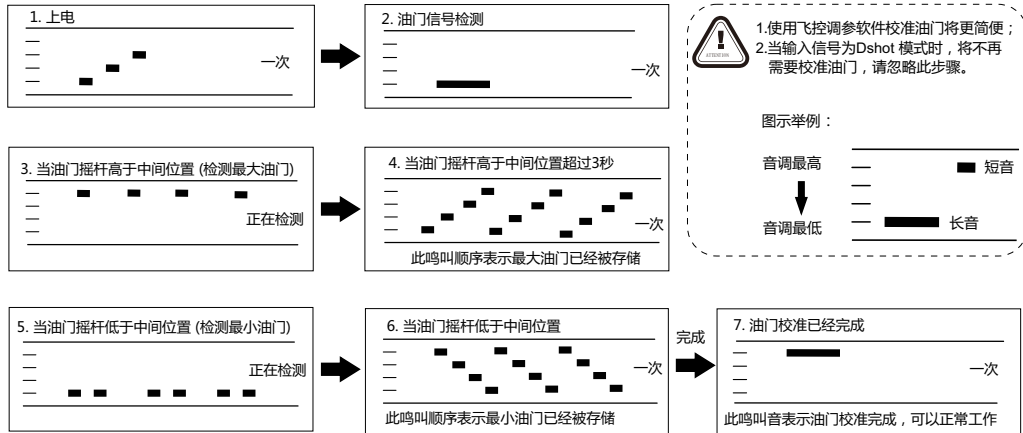 1. 上电
一次
2. 油门信号检测
一次
ATTENTION
1.使用飞控调参软件校准油门将更简便；
2.当输入信号为Dshot 模式时，将不再
需要校准油门，请忽略此步骤。
图示举例：
音调最高
音调最低
短音
长音
3. 当油门摇杆高于中间位置 (检测最大油门)
正在检测
4. 当油门摇杆高于中间位置超过3秒
一次
此鸣叫顺序表示最大油门已经被存储
5. 当油门摇杆低于中间位置 (检测最小油门)
正在检测
6. 当油门摇杆低于中间位置
一次
此鸣叫顺序表示最小油门已经被存储
完成
7. 油门校准已经完成
一次
此鸣叫音表示油门校准完成，可以正常工作